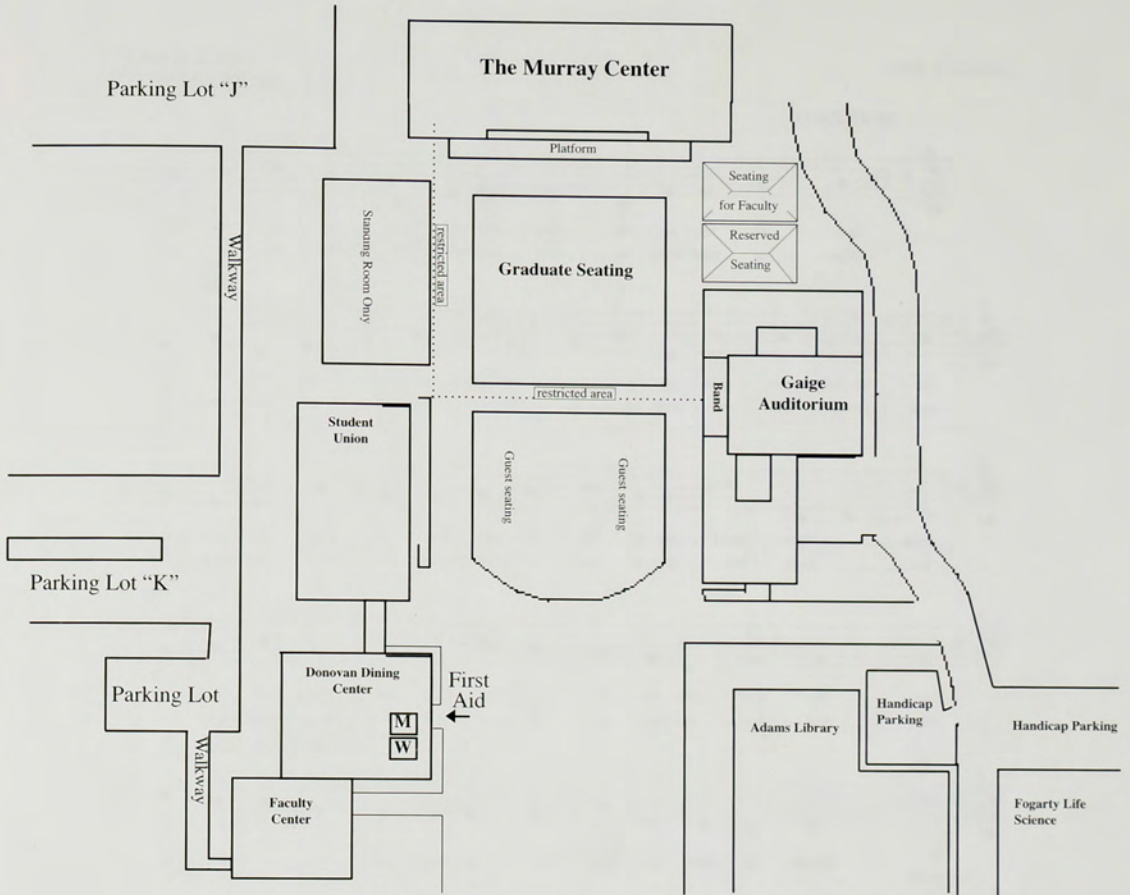 The Murray Center
Parking Lot “J”
Platform
Seating
for Faculty
Reserved
Seating
Walkway
Standing Room Only
restricted area
Graduate Seating
restricted area
Band
Gaige
Auditorium
Student
Union
Guest seating
Guest seating
Parking Lot “K”
Donovan Dining
Center
First
Aid
Parking Lot
M
W
Handicap
Parking
Adams Library
Handicap Parking
Walkway
Faculty
Center
Fogarty Life
Science